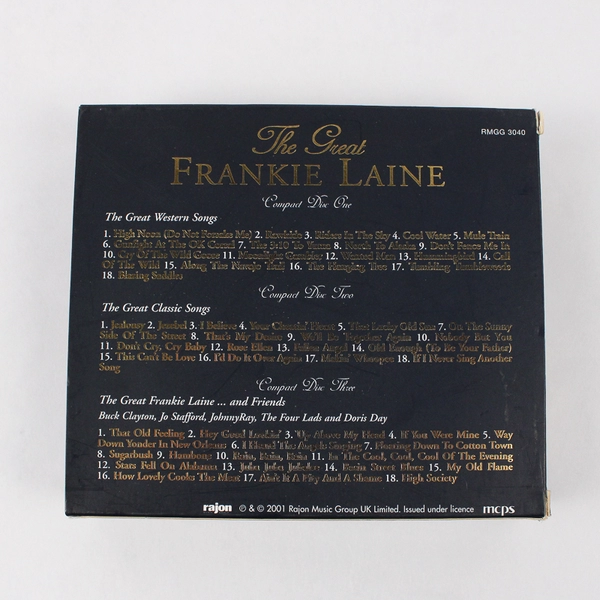 RMGG 3040
The Great
FRANKIE LAINE
Compact Disc One
The Great Western Songs
1. High Noon (Do Not Forsake Me) 2. Rawhide 3. Riders In The Sky 4. Cool Water 5. Mule Train
6. Gunfight At The OK Corral 7. The 3:10 To Yuma 8. North To Alaska 9. Don't Fence Me In
10. Cry Of The Wild Goose 11. Moonlight Gambler 12. Wanted Man 13. Hummingbird 14. Call
Of The Wild 15. Along The Navajo Trail 16. The Hanging Tree 17. Tumbling Tumbleweeds
18. Blazing Saddles
Compact Disc Two
The Great Classic Songs
1. Jealousy 2. Jezebel 3. I Believe 4. Your Cheatin' Heart 5. That Lucky Old Sun 7. On The Sunny
Side Of The Street 8. That's My Desire 9. We'll Be Together Again 10. Nobody But You
11. Don't Cry, Cry Baby 12. Rose Ellen 13. Fallen Angel 14. Old Enough (To Be Your Father)
15. This Can't Be Love 16. I'd Do It Over Again 17. Makin' Whoopee 18. If I Never Sing Another
Song
Compact Disc Three
The Great Frankie Laine ... and Friends
Buck Clayton, Jo Stafford, JohnnyRay, The Four Lads and Doris Day
1. That Old Feeling 2. Hey Good Lookin' 3. 'Up Above My Head 4. If You Were Mine 5. Way
Down Yonder In New Orleans 6. I Heard The Angels Singing 7. Floating Down To Cotton Town
8. Sugarbush 9. Hambone 10. Rain, Rain, Rain 11. In The Cool, Cool, Cool Of The Evening
12. Stars Fell On Alabama 13. Juba Juba Jubalee 14. Basin Street Blues 15. My Old Flame
16. How Lovely Cooks The Meat 17. Ain't It A Pity And A Shame 18. High Society
rajon ℗ & © 2001 Rajon Music Group UK Limited. Issued under licence mcps